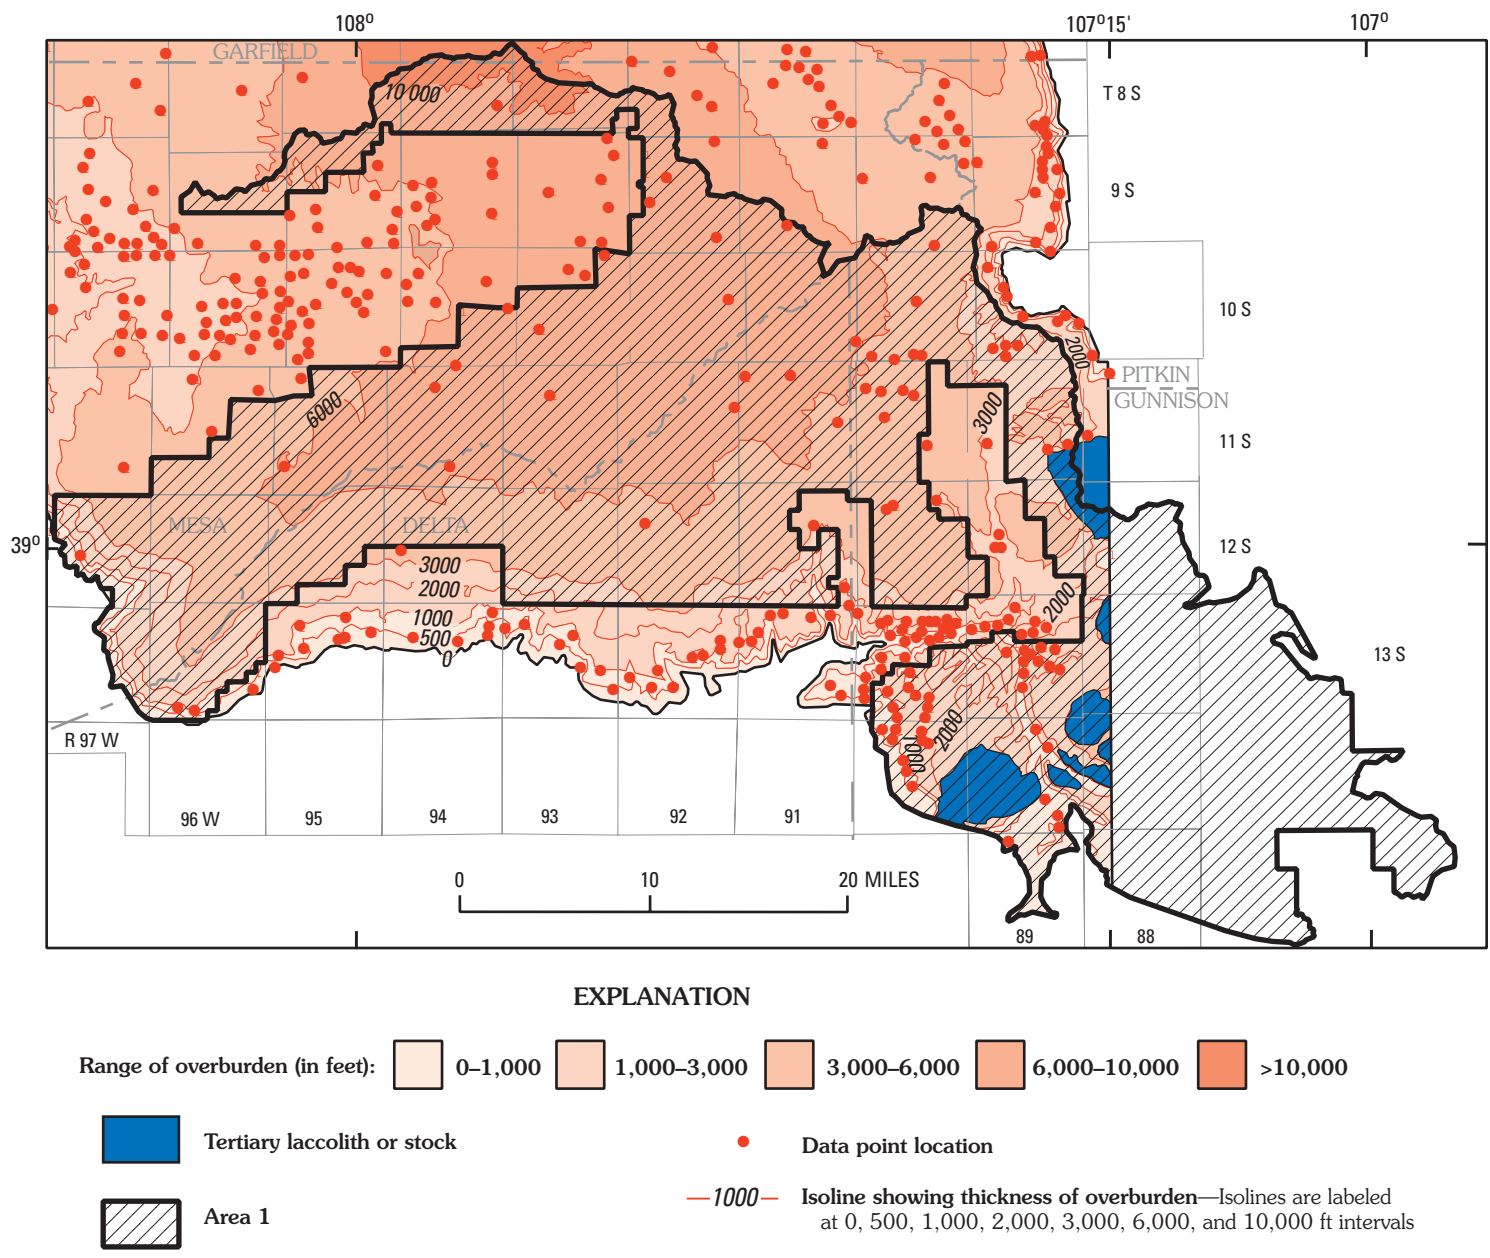 108° 107°15' 107°
GARFIELD
10 000
T 8 S
9 S
10 S
2000
PITKIN
GUNNISON
6000
3000
11 S
MESA
DELTA
39°
12 S
3000
2000
2000
1000
500
0
13 S
R 97 W
2000
1000
96 W 95 94 93 92 91
0 10 20 MILES
89 88
EXPLANATION
Range of overburden (in feet): 0–1,000 1,000–3,000 3,000–6,000 6,000–10,000 >10,000
Tertiary laccolith or stock
Data point location
Area 1
1000 Isoline showing thickness of overburden—Isolines are labeled
at 0, 500, 1,000, 2,000, 3,000, 6,000, and 10,000 ft intervals